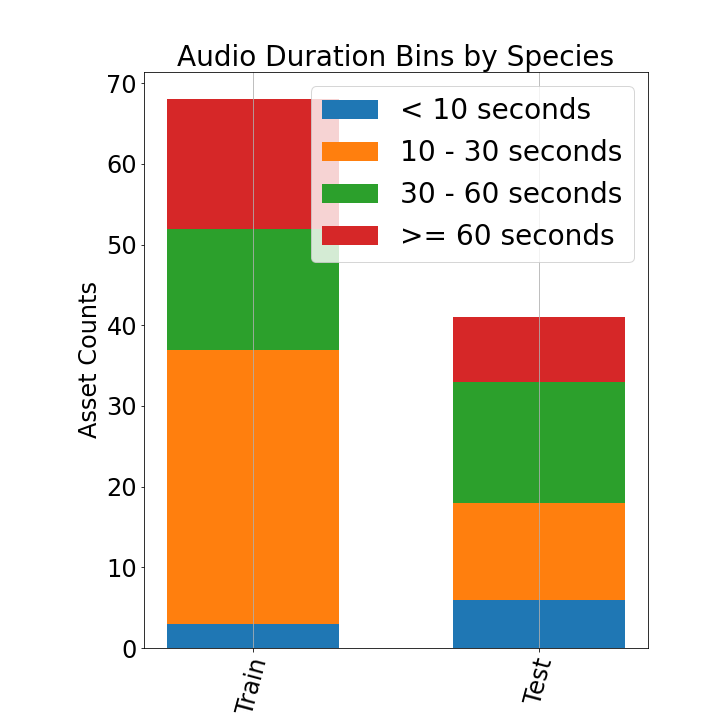 Audio Duration Bins by Species
70
60
50
40
30
20
10
0
Asset Counts
< 10 seconds
10 - 30 seconds
30 - 60 seconds
>= 60 seconds
Train
Test